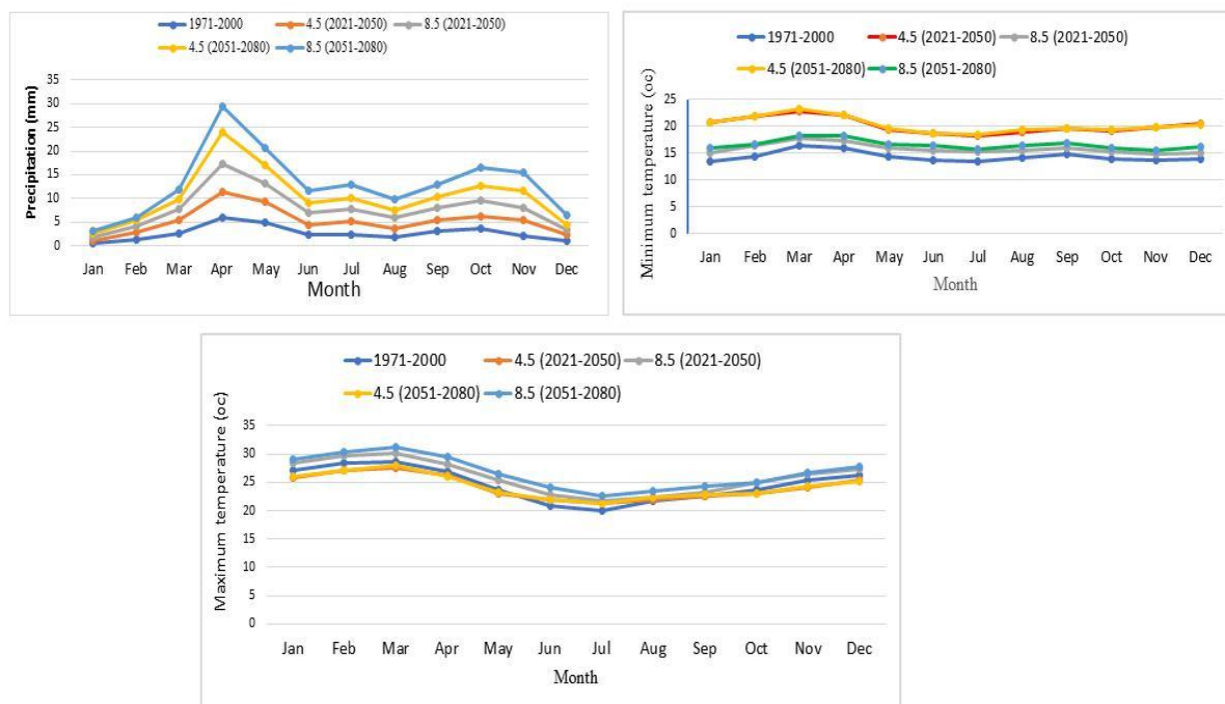 1971-2000 4.5 (2021-2050) 8.5 (2021-2050)
4.5 (2051-2080) 8.5 (2051-2080)
Precipitation (mm)
35
30
25
20
15
10
5
0
Jan Feb Mar Apr May Jun Jul Aug Sep Oct Nov Dec
Month
1971-2000 4.5 (2021-2050) 8.5 (2021-2050)
4.5 (2051-2080) 8.5 (2051-2080)
Minimum temperature (oc)
25
20
15
10
5
0
Jan Feb Mar Apr May Jun Jul Aug Sep Oct Nov Dec
Month
1971-2000 4.5 (2021-2050) 8.5 (2021-2050)
4.5 (2051-2080) 8.5 (2051-2080)
Maximum temperature (oc)
35
30
25
20
15
10
5
0
Jan Feb Mar Apr May Jun Jul Aug Sep Oct Nov Dec
Month